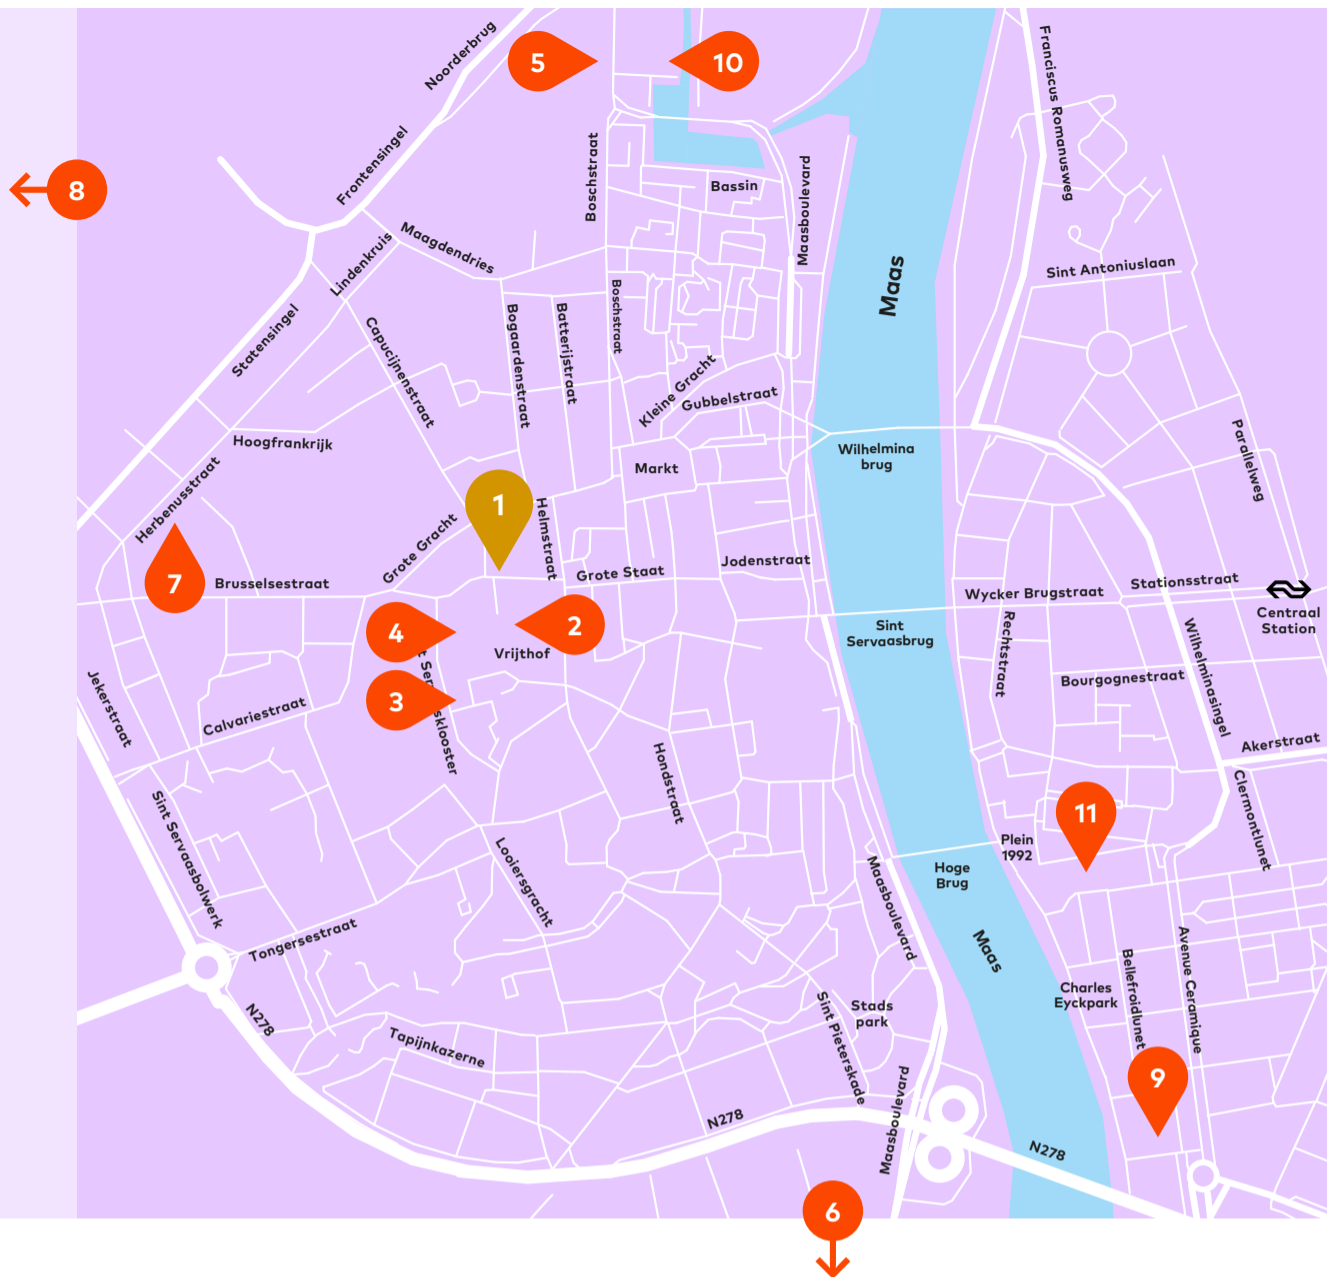 Noorderbrug
5
10
Franciscus Romanusweg
Frontensingel
Boschstraat
8
Bassin
Maasboulevard
Maagdendries
Lindenkruis
Maas
Sint Antoniuslaan
Statensingel
Capucijnenstraat
Bogaardenstraat
Batterijstraat
Boschstraat
Kleine Gracht
Gubbelstraat
Hoogfrankrijk
Markt
Wilhelmina
brug
Parallelweg
Herbenusstraat
1
Helmstraat
Grote Gracht
7
Brusselsestraat
Grote Staat
Jodenstraat
Wycker Brugstraat
Stationsstraat
Centraal
Station
4
2
Sint
Servaasbrug
Rechtstraat
Wilhelminasingel
Vrijthof
3
Bourgognestraat
Jekerstraat
Calvariestraat
Hondstraat
Akerstraat
Clermontlunet
Sint Servaasbolwerk
11
Looiersgracht
Plein
1992
Maasboulevard
Hoge
Brug
Tongersestraat
Maas
Bellefroidlunet
Avenue Ceramique
Charles
Eyckpark
Sint Pieterskade
Stads
park
N278
Tapijnkazerne
9
Maasboulevard
N278
N278
6